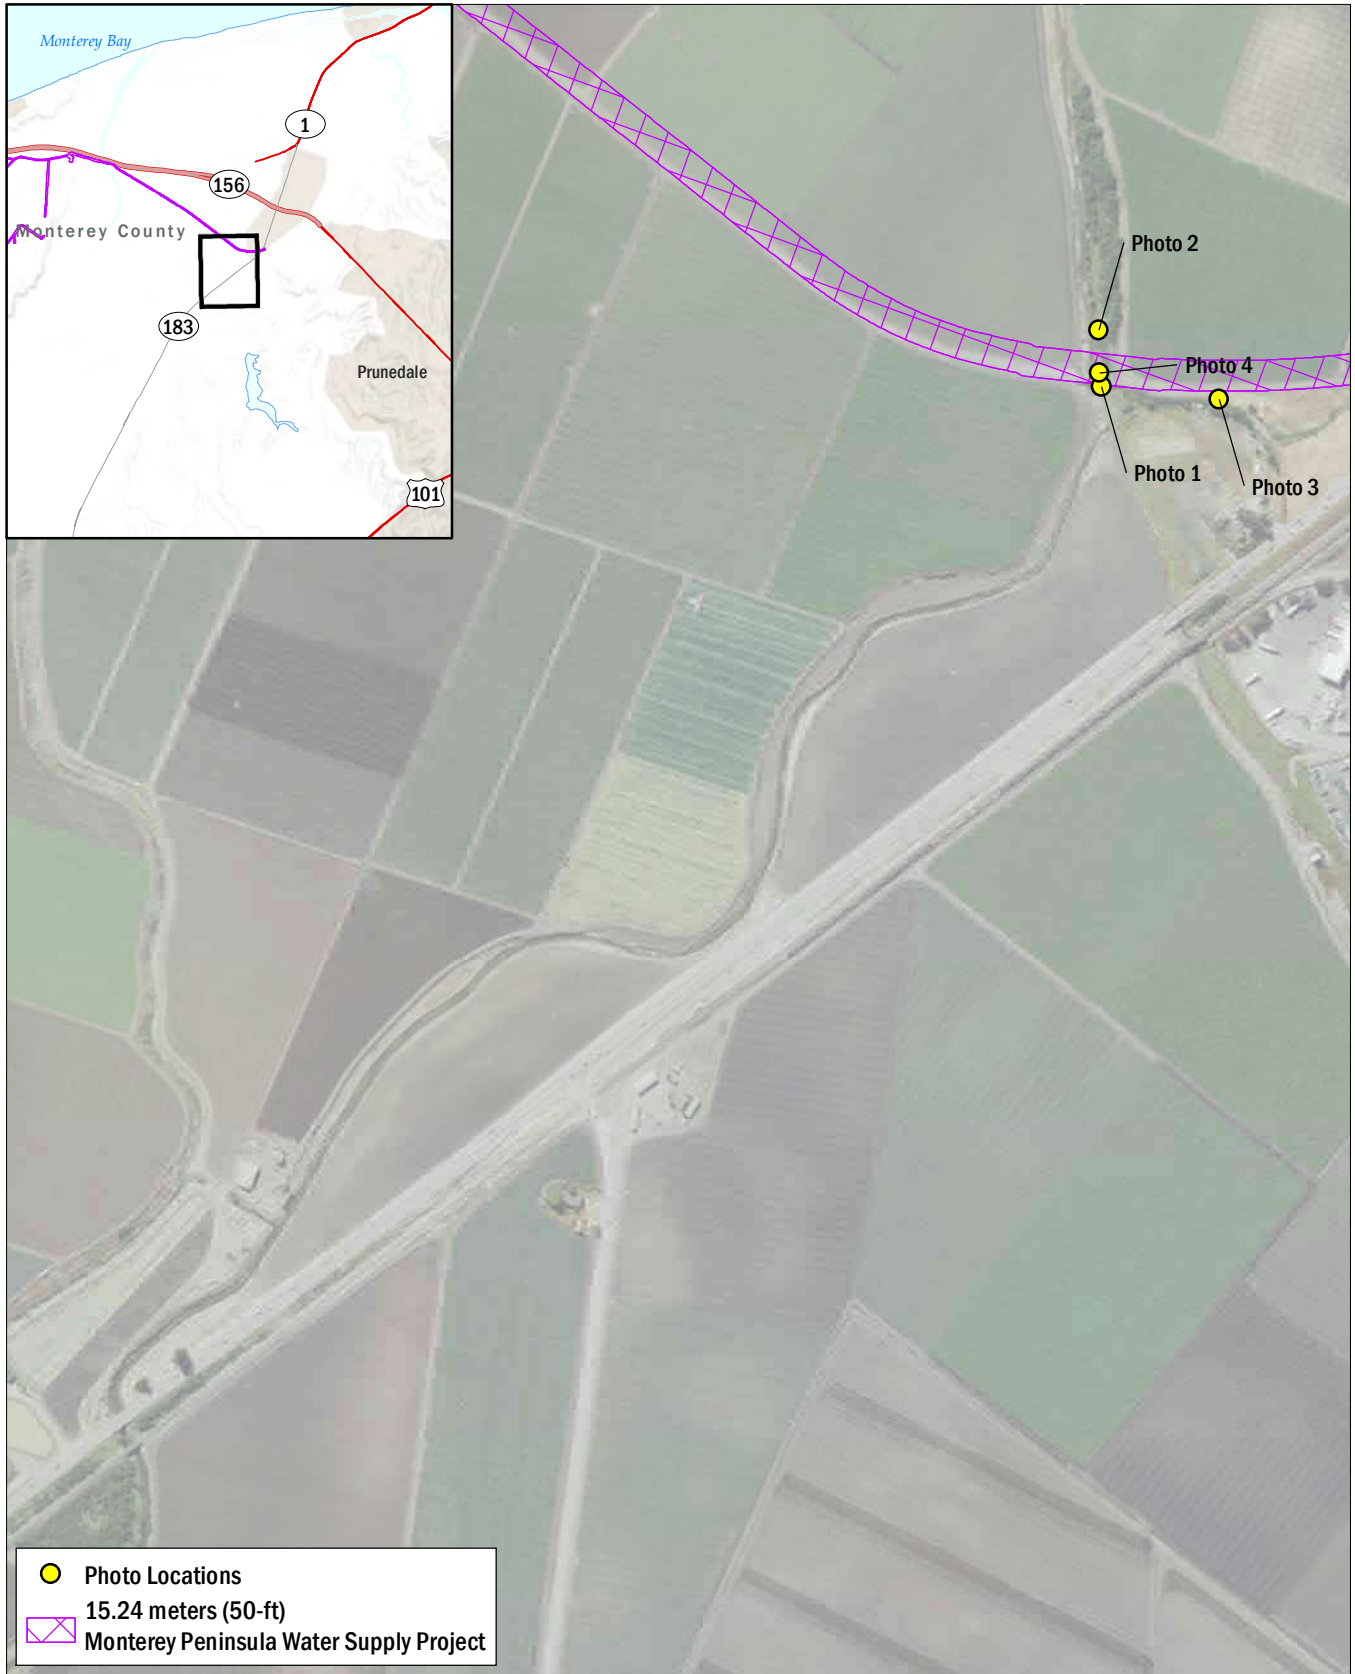 Monterey Bay
1
156
Monterey County
183
Prunedale
101
Photo 2
Photo 4
Photo 1
Photo 3
Photo Locations
15.24 meters (50-ft)
Monterey Peninsula Water Supply Project